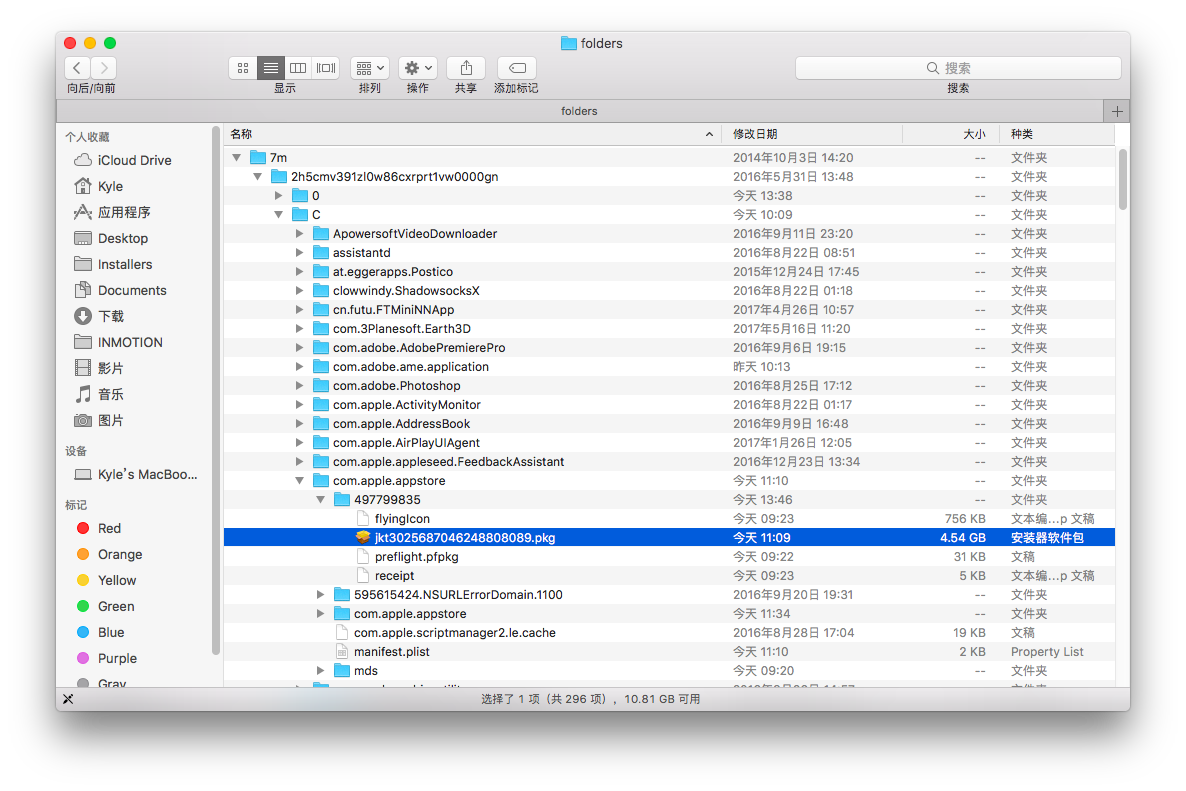 folders
向后/向前 显示 排列 操作 共享 添加标记 搜索 搜索
folders
个人收藏
iCloud Drive
Kyle
应用程序
Desktop
Installers
Documents
下载
INMOTION
影片
音乐
图片
设备
Kyle's MacBoo...
标记
Red
Orange
Yellow
Green
Blue
Purple
Gray
名称 修改日期 大小 种类
7m 2014年10月3日 14:20 -- 文件夹
2h5cmv391zl0w86cxrprt1vw0000gn 2016年5月31日 13:48 -- 文件夹
0 今天 13:38 -- 文件夹
C 今天 10:09 -- 文件夹
ApowersoftVideoDownloader 2016年9月11日 23:20 -- 文件夹
assistantd 2016年8月22日 08:51 -- 文件夹
at.eggerapps.Postico 2015年12月24日 17:45 -- 文件夹
clowwindy.ShadowsocksX 2016年8月22日 01:18 -- 文件夹
cn.futu.FTMiniNNApp 2017年4月26日 10:57 -- 文件夹
com.3Planesoft.Earth3D 2017年5月16日 11:20 -- 文件夹
com.adobe.AdobePremierePro 2016年9月6日 19:15 -- 文件夹
com.adobe.ame.application 昨天 10:13 -- 文件夹
com.adobe.Photoshop 2016年8月25日 17:12 -- 文件夹
com.apple.ActivityMonitor 2016年8月22日 01:17 -- 文件夹
com.apple.AddressBook 2016年9月9日 16:48 -- 文件夹
com.apple.AirPlayUIAgent 2017年1月26日 12:05 -- 文件夹
com.apple.appleseed.FeedbackAssistant 2016年12月23日 13:34 -- 文件夹
com.apple.appstore 今天 11:10 -- 文件夹
497799835 今天 13:46 -- 文件夹
flyingIcon 今天 09:23 756 KB 文本编...p 文稿
jkt3025687046248808089.pkg 今天 11:09 4.54 GB 安装器软件包
preflight.pfpkg 今天 09:22 31 KB 文稿
receipt 今天 09:23 5 KB 文本编...p 文稿
595615424.NSURLErrorDomain.1100 2016年9月20日 19:31 -- 文件夹
com.apple.appstore 今天 11:34 -- 文件夹
com.apple.scriptmanager2.le.cache 2016年8月28日 17:04 19 KB 文稿
manifest.plist 今天 11:10 2 KB Property List
mds 今天 09:20 -- 文件夹
选择了 1 项（共 296 项），10.81 GB 可用